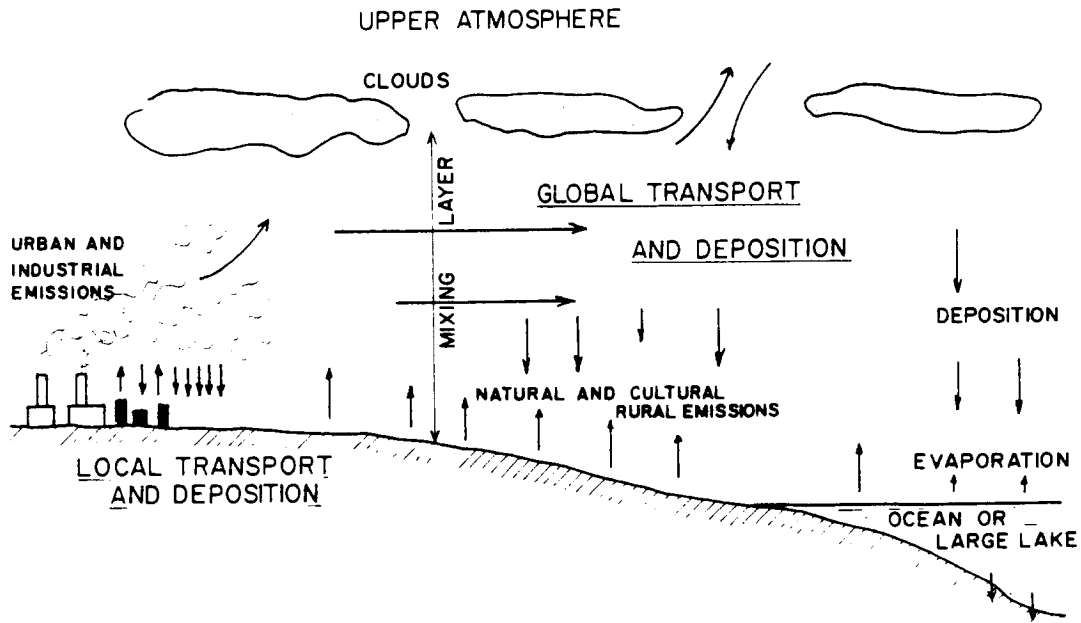 UPPER ATMOSPHERE
CLOUDS
MIXING LAYER
GLOBAL TRANSPORT
AND DEPOSITION
URBAN AND
INDUSTRIAL
EMISSIONS
DEPOSITION
NATURAL AND CULTURAL
RURAL EMISSIONS
LOCAL TRANSPORT
AND DEPOSITION
EVAPORATION
OCEAN OR
LARGE LAKE